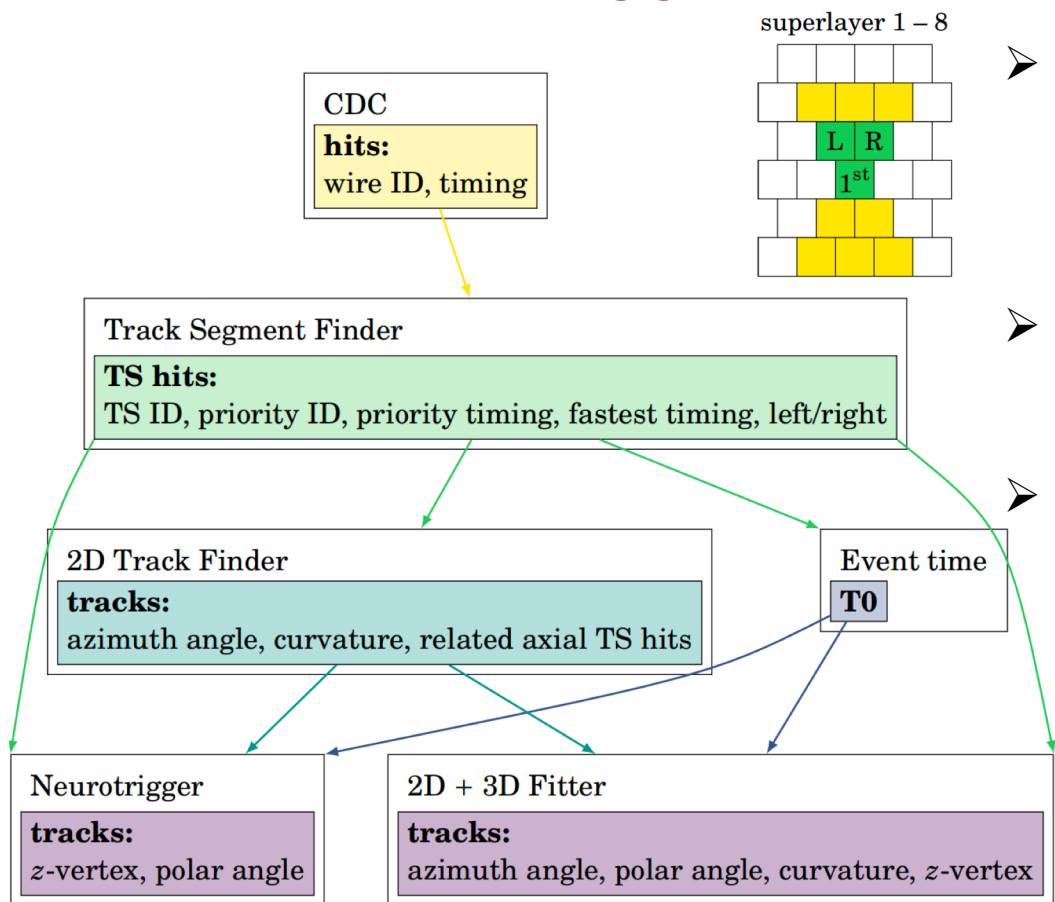 superlayer 1 – 8
L R
1st
CDC
hits:
wire ID, timing
Track Segment Finder
TS hits:
TS ID, priority ID, priority timing, fastest timing, left/right
2D Track Finder
tracks:
azimuth angle, curvature, related axial TS hits
Event time
T0
Neurotrigger
tracks:
z-vertex, polar angle
2D + 3D Fitter
tracks:
azimuth angle, polar angle, curvature, z-vertex